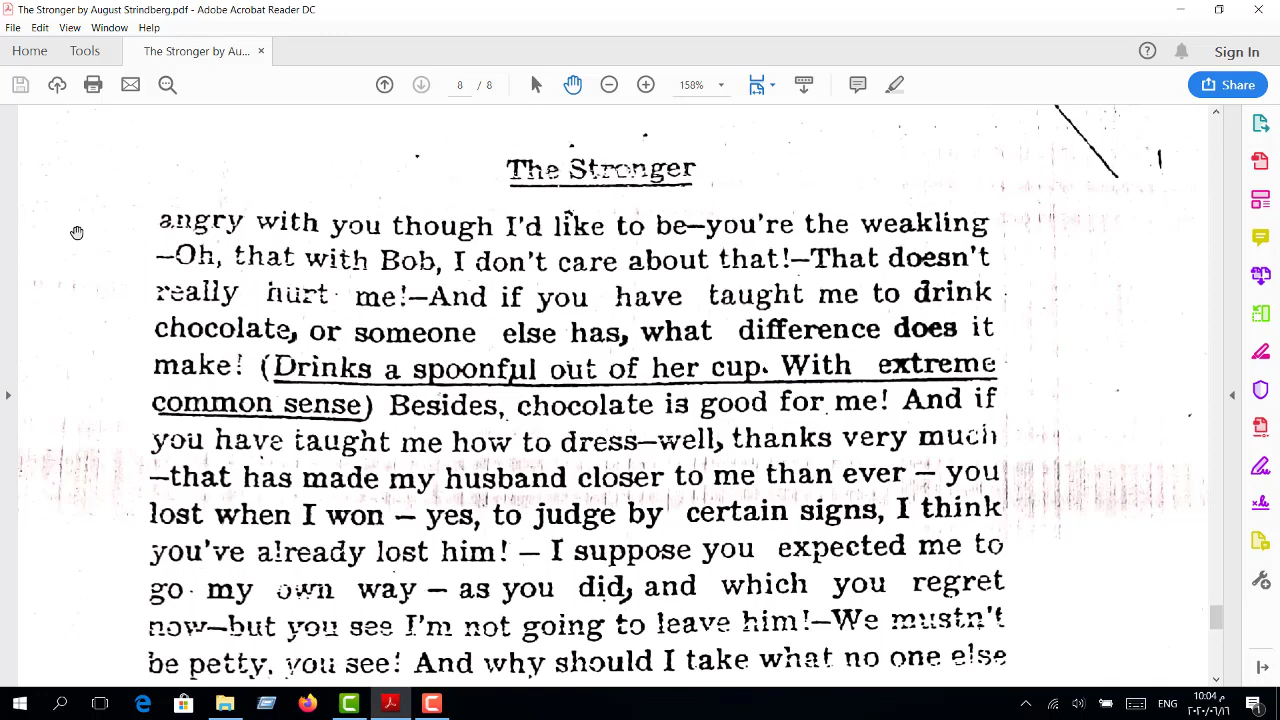 The Stronger by August Strindberg.pdf - Adobe Acrobat Reader DC
File Edit View Window Help
Home Tools The Stronger by Au... × Sign In
8 / 8 158% Share
The Stronger
angry with you though I'd like to be—you're the weakling
—Oh, that with Bob, I don't care about that!—That doesn't
really hurt me!—And if you have taught me to drink
chocolate, or someone else has, what difference does it
make! (Drinks a spoonful out of her cup. With extreme
common sense) Besides, chocolate is good for me! And if
you have taught me how to dress—well, thanks very much
—that has made my husband closer to me than ever — you
lost when I won — yes, to judge by certain signs, I think
you've already lost him! — I suppose you expected me to
go my own way — as you did, and which you regret
now—but you see I'm not going to leave him!—We mustn't
be petty, you see! And why should I take what no one else
ENG
10:04 م